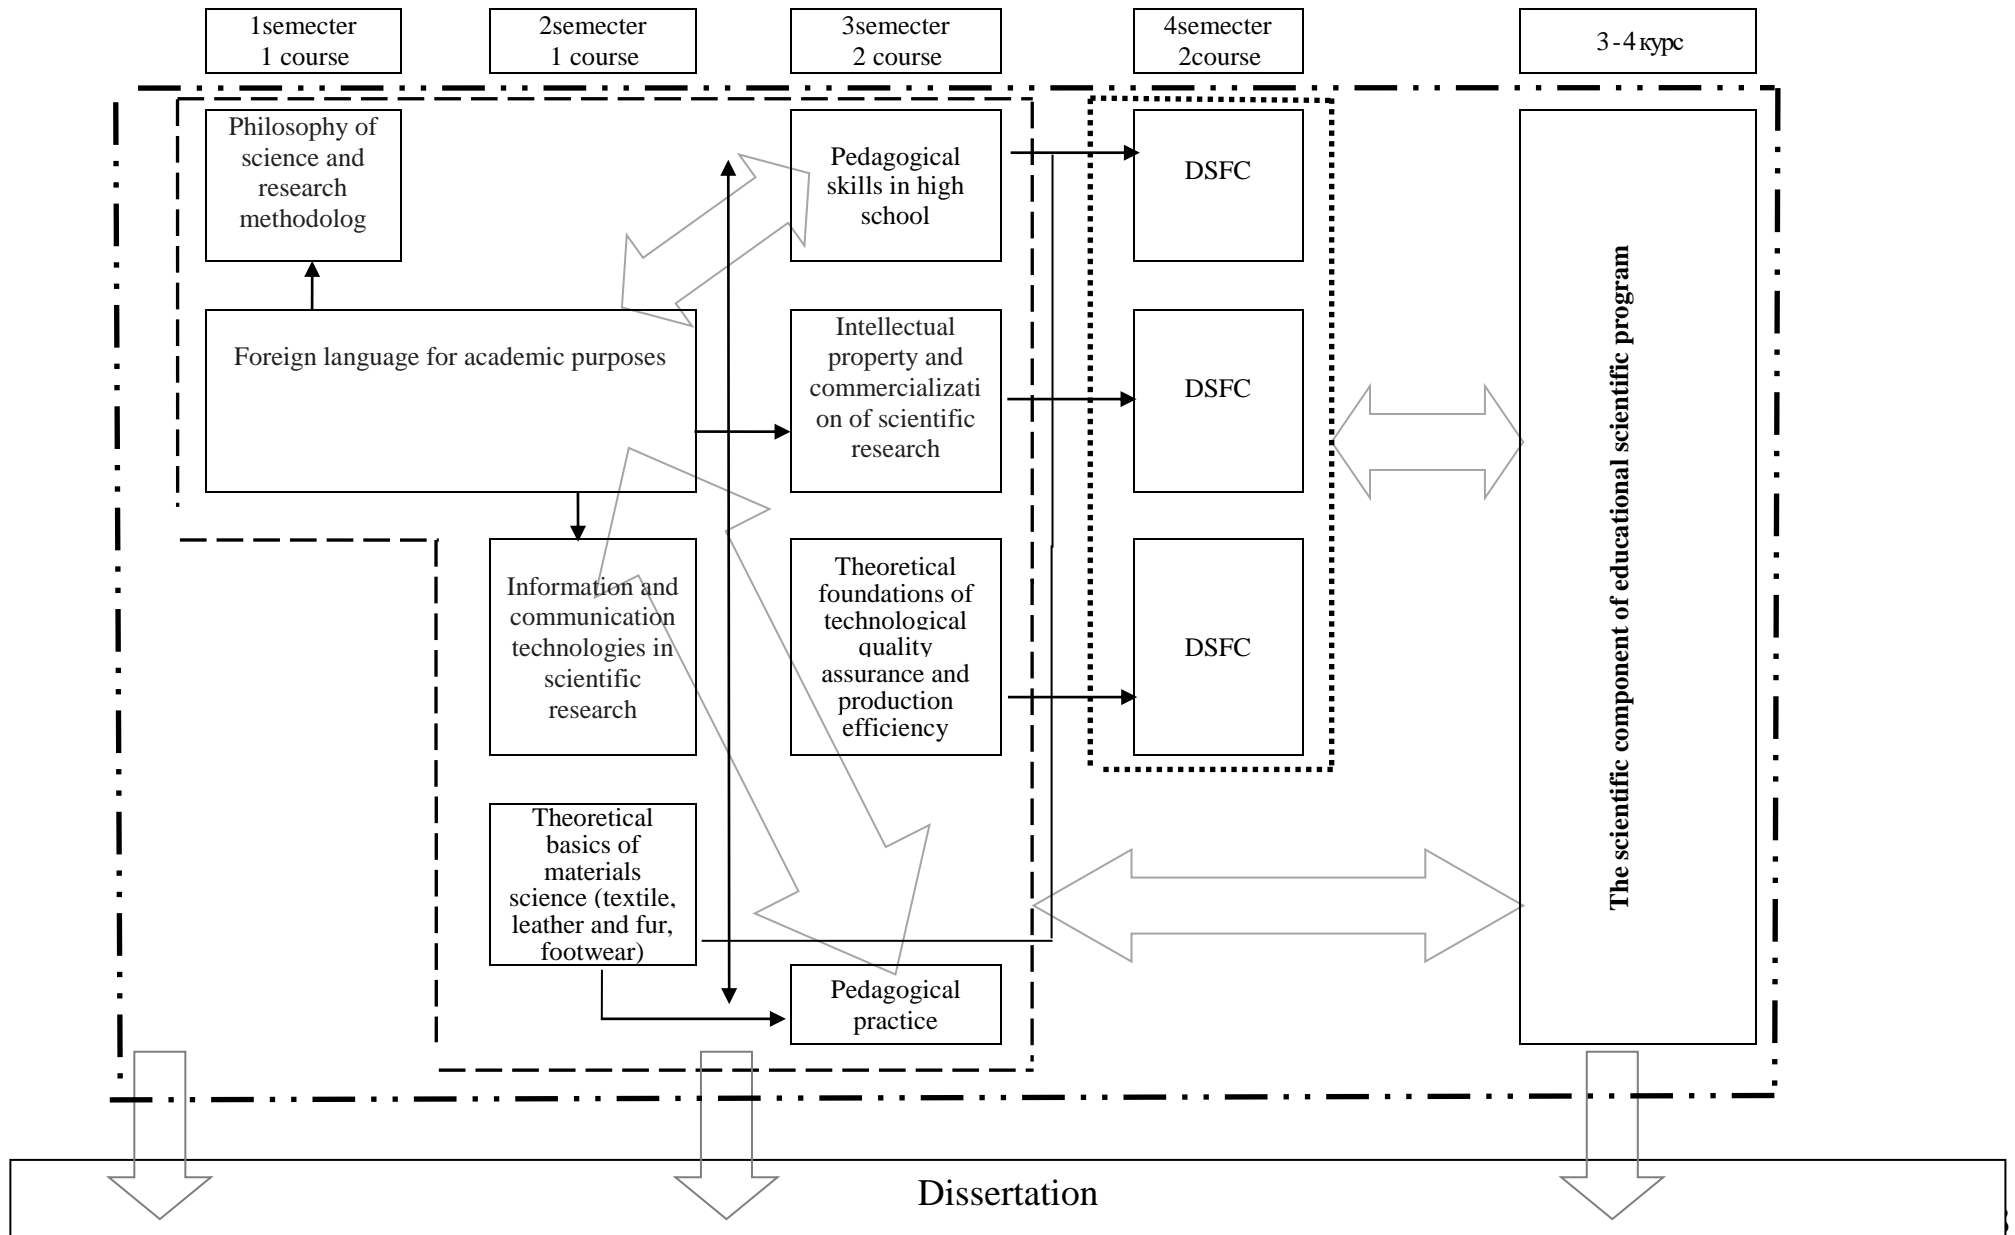 1semecter
1 course
2semecter
1 course
3semecter
2 course
4semecter
2course
3-4 курс
Philosophy of
science and
research
methodolog
Pedagogical
skills in high
school
DSFC
Foreign language for academic purposes
Intellectual
property and
commercializati
on of scientific
research
DSFC
Information and
communication
technologies in
scientific
research
Theoretical
foundations of
technological
quality
assurance and
production
efficiency
DSFC
Theoretical
basics of
materials
science (textile,
leather and fur,
footwear)
Pedagogical
practice
The scientific component of educational scientific program
Dissertation